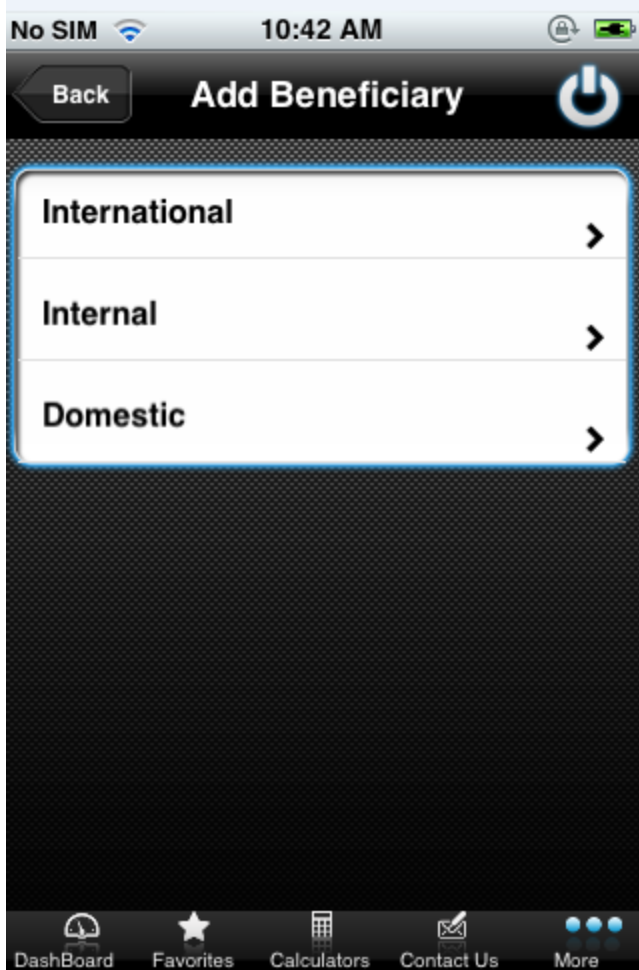 No SIM 10:42 AM
Back Add Beneficiary
International
Internal
Domestic
DashBoard Favorites Calculators Contact Us More